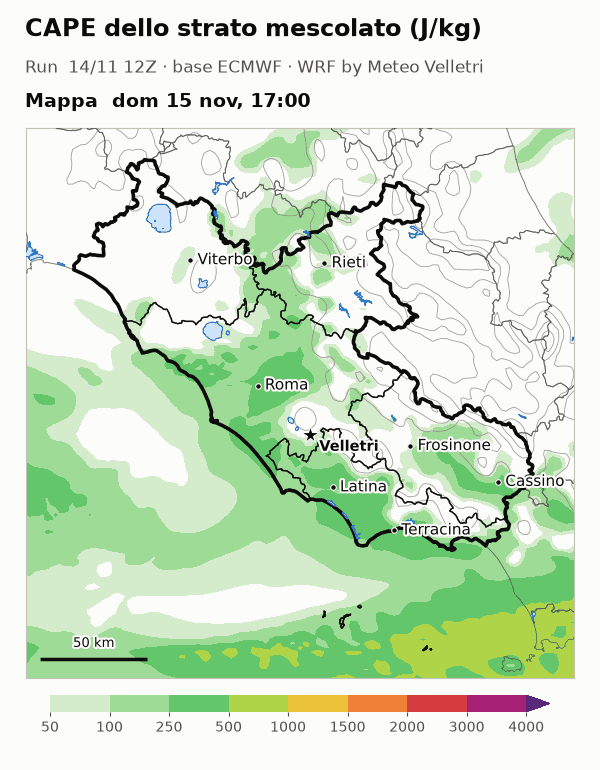 CAPE dello strato mescolato (J/kg)
Run  14/11 12Z · base ECMWF · WRF by Meteo Velletri
Mappa  dom 15 nov, 17:00
Viterbo
Rieti
Roma
Velletri
Frosinone
Cassino
Latina
Terracina
50 km
50 100 250 500 1000 1500 2000 3000 4000